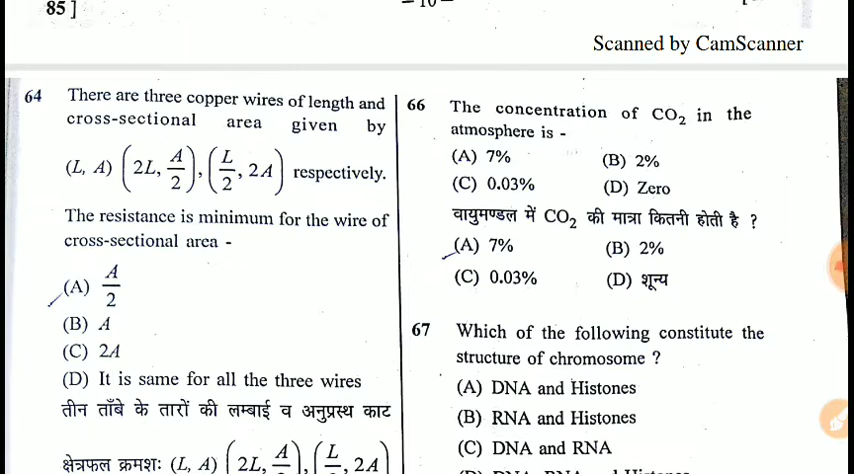 85 ]
– 10 –
Scanned by CamScanner
64 There are three copper wires of length and
cross-sectional area given by
(L, A) (2L, A/2), (L/2, 2A) respectively.
The resistance is minimum for the wire of
cross-sectional area -
(A) A/2
(B) A
(C) 2A
(D) It is same for all the three wires
तीन ताँबे के तारों की लम्बाई व अनुप्रस्थ काट
क्षेत्रफल क्रमशः (L, A) (2L, A/2), (L/2, 2A)
66 The concentration of CO₂ in the
atmosphere is -
(A) 7% (B) 2%
(C) 0.03% (D) Zero
वायुमण्डल में CO₂ की मात्रा कितनी होती है ?
(A) 7% (B) 2%
(C) 0.03% (D) शून्य
67 Which of the following constitute the
structure of chromosome ?
(A) DNA and Histones
(B) RNA and Histones
(C) DNA and RNA